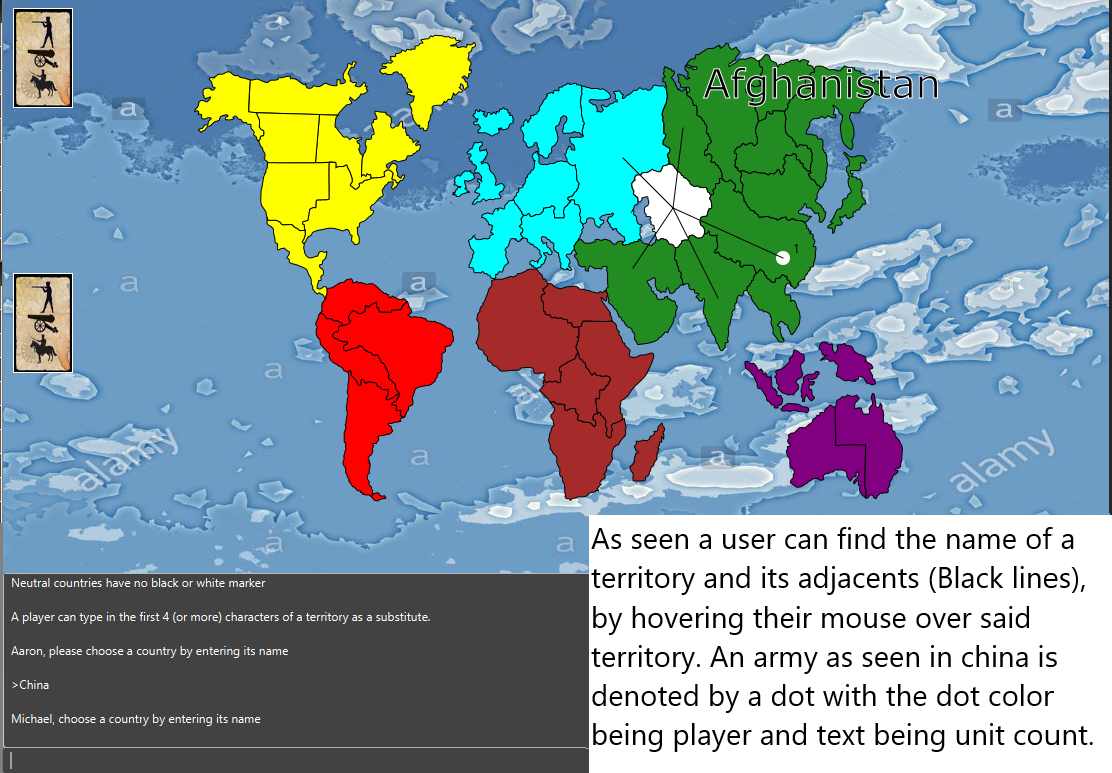 Afghanistan
1
a
a
a
a
a
a
a
a
a
a
alamy
alamy
alamy
Neutral countries have no black or white marker
A player can type in the first 4 (or more) characters of a territory as a substitute.
Aaron, please choose a country by entering its name
>China
Michael, choose a country by entering its name
As seen a user can find the name of a
territory and its adjacents (Black lines),
by hovering their mouse over said
territory. An army as seen in china is
denoted by a dot with the dot color
being player and text being unit count.